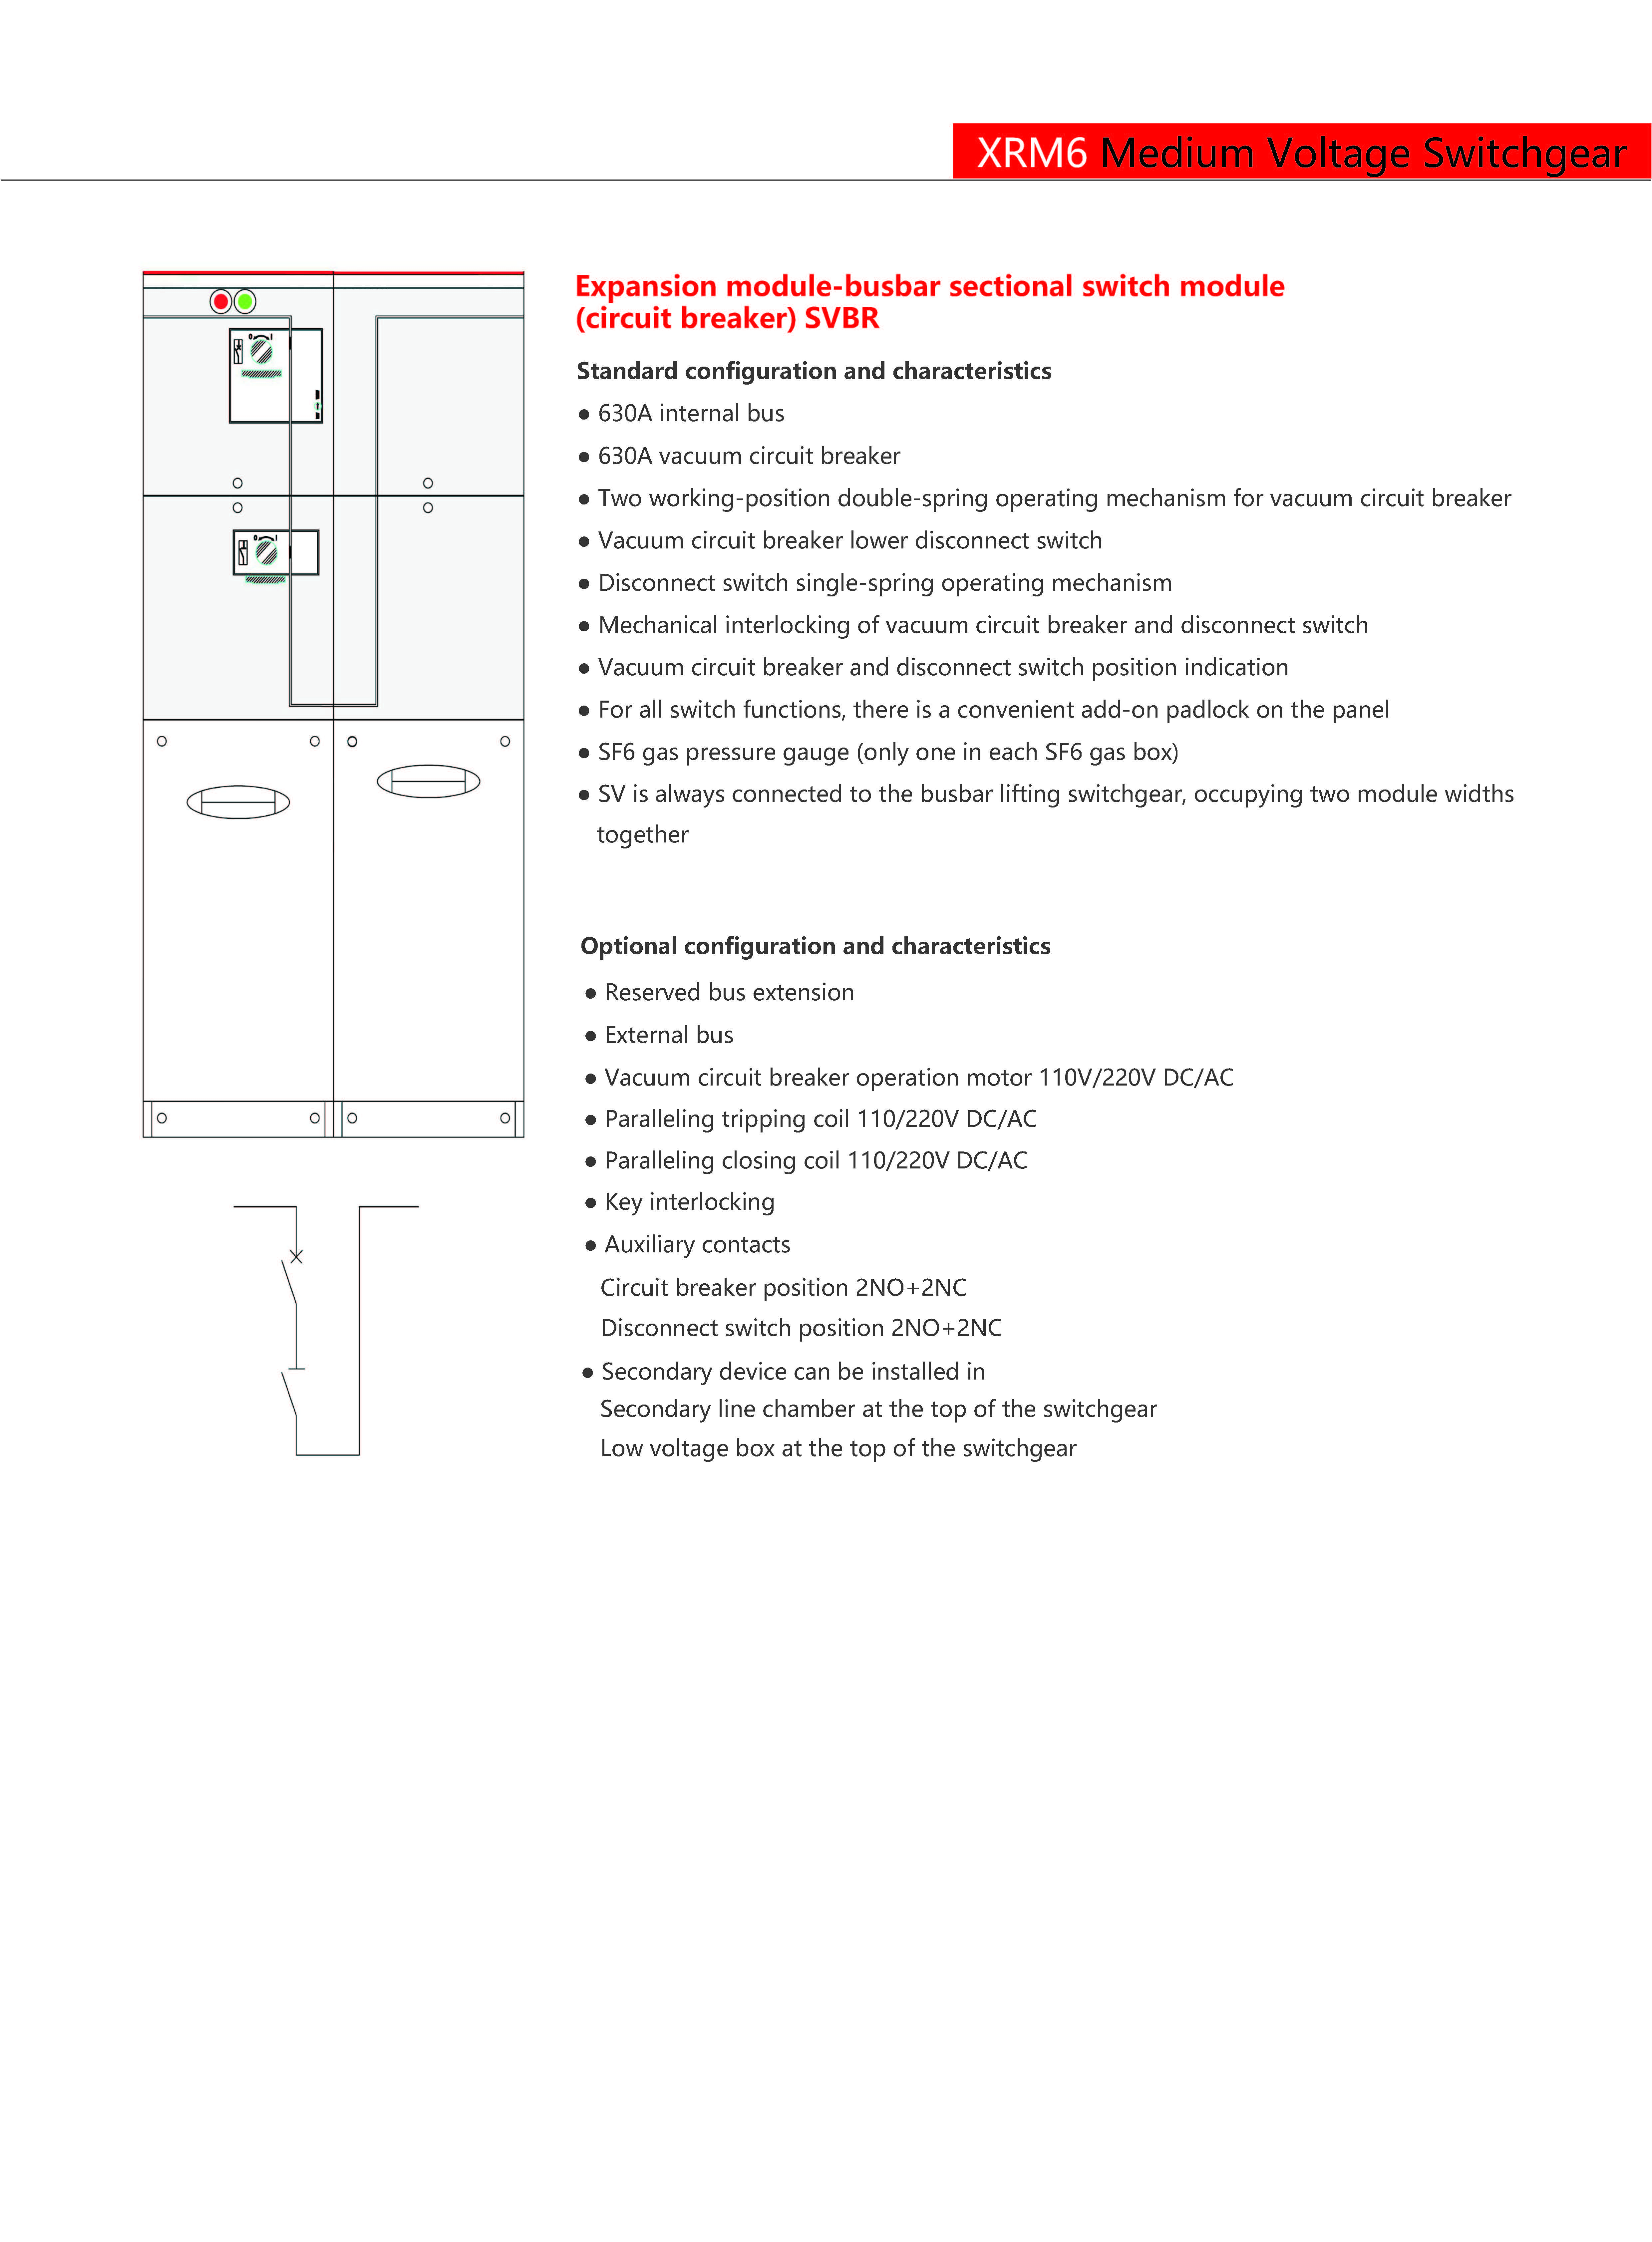 XRM6 Medium Voltage Switchgear
Expansion module-busbar sectional switch module
(circuit breaker) SVBR
Standard configuration and characteristics
● 630A internal bus
● 630A vacuum circuit breaker
● Two working-position double-spring operating mechanism for vacuum circuit breaker
● Vacuum circuit breaker lower disconnect switch
● Disconnect switch single-spring operating mechanism
● Mechanical interlocking of vacuum circuit breaker and disconnect switch
● Vacuum circuit breaker and disconnect switch position indication
● For all switch functions, there is a convenient add-on padlock on the panel
● SF6 gas pressure gauge (only one in each SF6 gas box)
● SV is always connected to the busbar lifting switchgear, occupying two module widths
together
Optional configuration and characteristics
● Reserved bus extension
● External bus
● Vacuum circuit breaker operation motor 110V/220V DC/AC
● Paralleling tripping coil 110/220V DC/AC
● Paralleling closing coil 110/220V DC/AC
● Key interlocking
● Auxiliary contacts
Circuit breaker position 2NO+2NC
Disconnect switch position 2NO+2NC
● Secondary device can be installed in
Secondary line chamber at the top of the switchgear
Low voltage box at the top of the switchgear
0 I
0 I